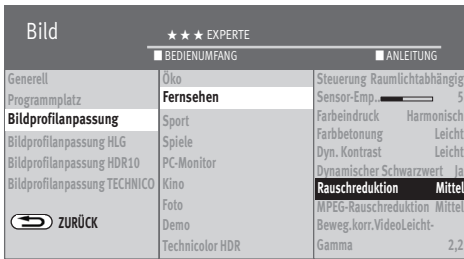 Bild
★★★ EXPERTE
BEDIENUMFANG
ANLEITUNG
Generell
Programmplatz
Bildprofilanpassung
Bildprofilanpassung HLG
Bildprofilanpassung HDR10
Bildprofilanpassung TECHNICO
ZURÜCK
Öko
Fernsehen
Sport
Spiele
PC-Monitor
Kino
Foto
Demo
Technicolor HDR
Steuerung Raumlichtabhängig
Sensor-Emp.. 5
Farbeindruck Harmonisch
Farbbetonung Leicht
Dyn. Kontrast Leicht
Dynamischer Schwarzwert Ja
Rauschreduktion Mittel
MPEG-Rauschreduktion Mittel
Beweg.korr.VideoLeicht-
Gamma 2,2